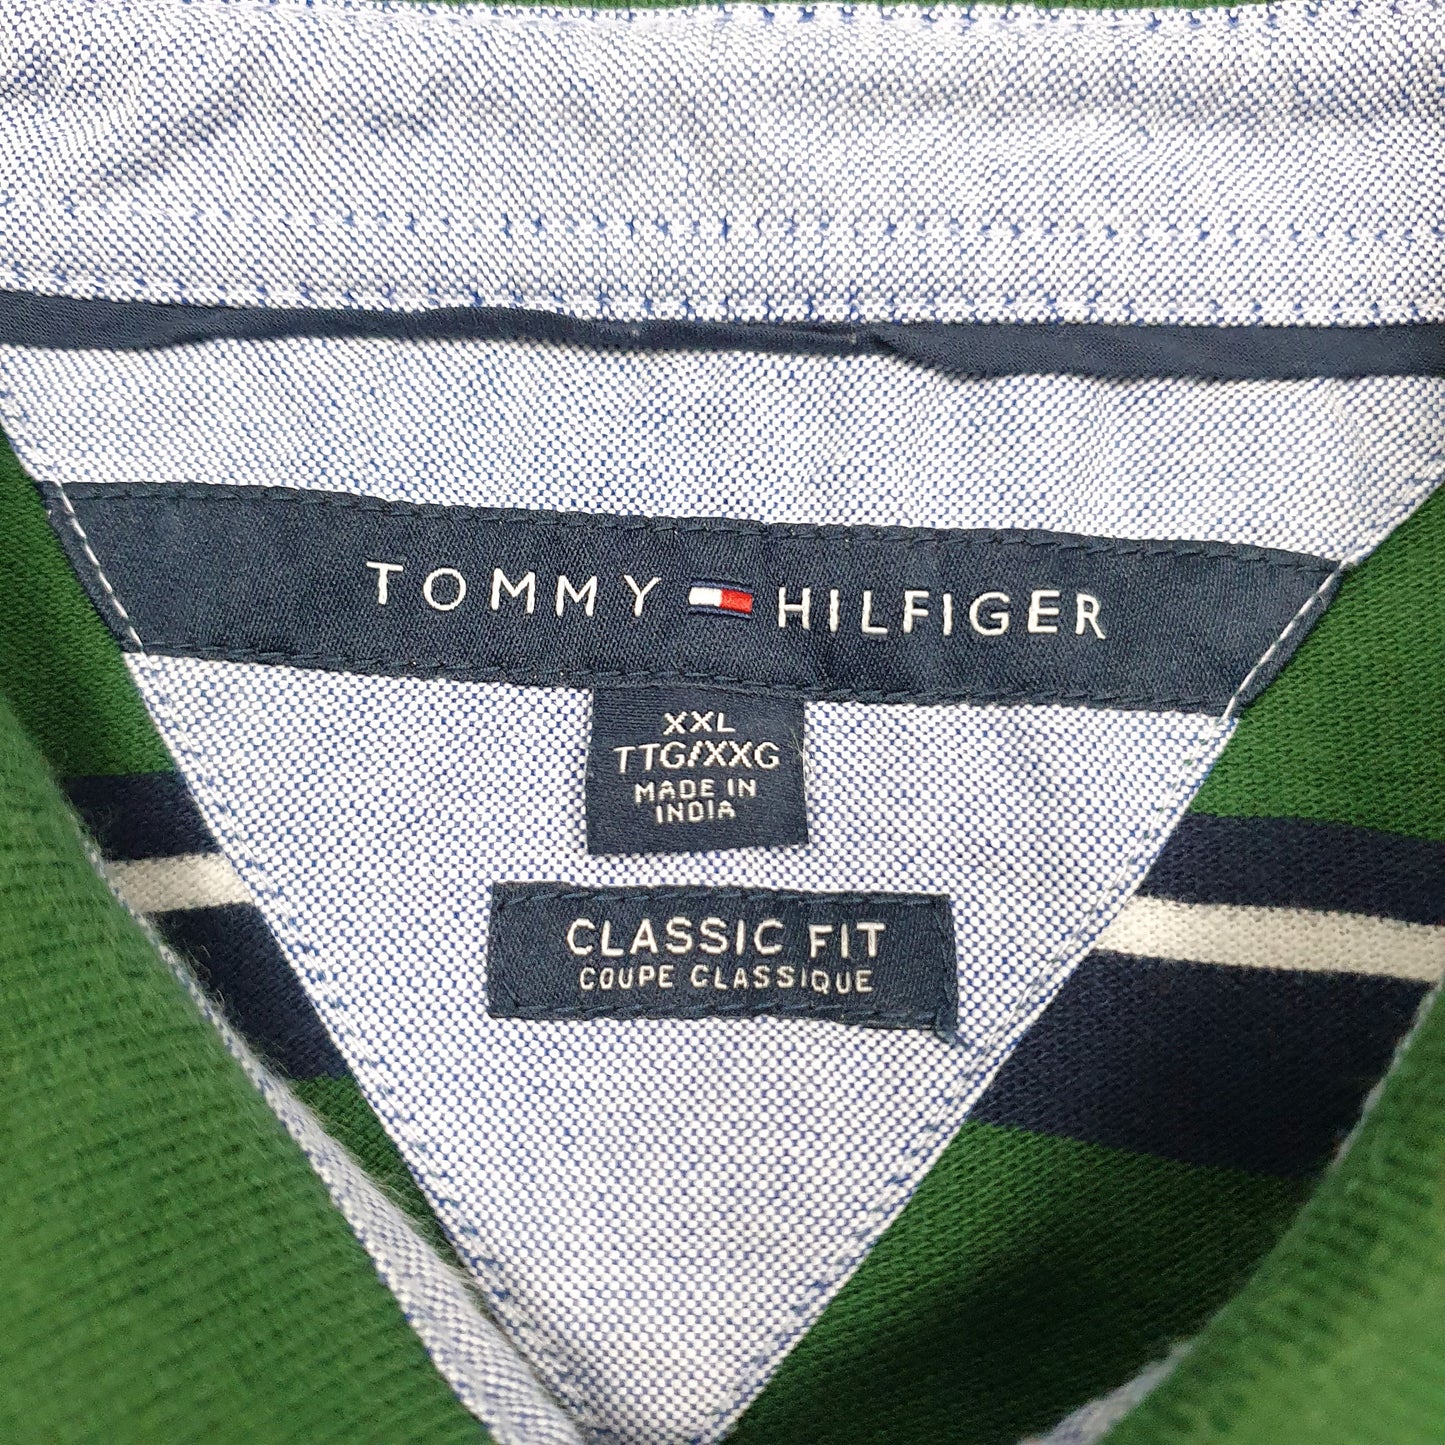 TOMMY HILFIGER
XXL
TTG/XXG
MADE IN
INDIA
CLASSIC FIT
COUPE CLASSIQUE